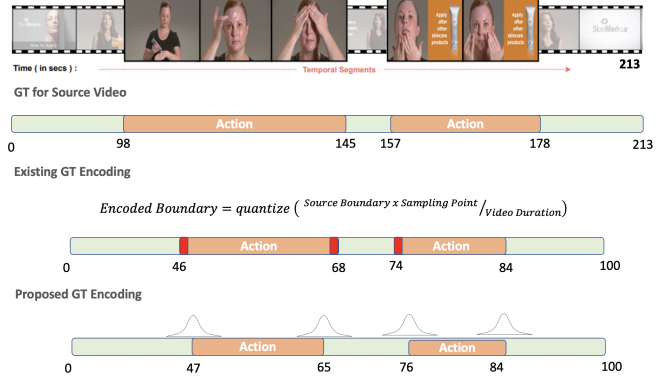 Apply
after
other
skincare
products
Apply
after
other
skincare
products
SkinMedica
Time ( in secs ) :
Temporal Segments
213
GT for Source Video
Action
Action
0
98
145
157
178
213
Existing GT Encoding
Encoded Boundary = quantize ( Source Boundary x Sampling Point / Video Duration)
Action
Action
0
46
68
74
84
100
Proposed GT Encoding
Action
Action
0
47
65
76
84
100